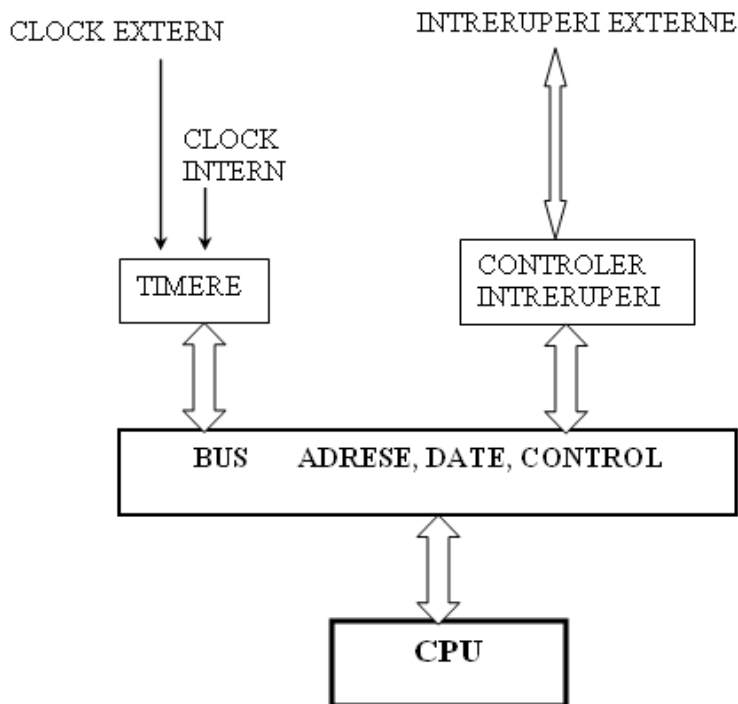 CLOCK EXTERN
INTRERUPERI EXTERNE
CLOCK
INTERN
TIMERE
CONTROLER
INTRERUPERI
BUS ADRESE, DATE, CONTROL
CPU